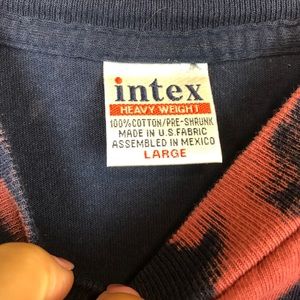 intex
HEAVY WEIGHT
100% COTTON/PRE-SHRUNK
MADE IN U.S. FABRIC
ASSEMBLED IN MEXICO
LARGE